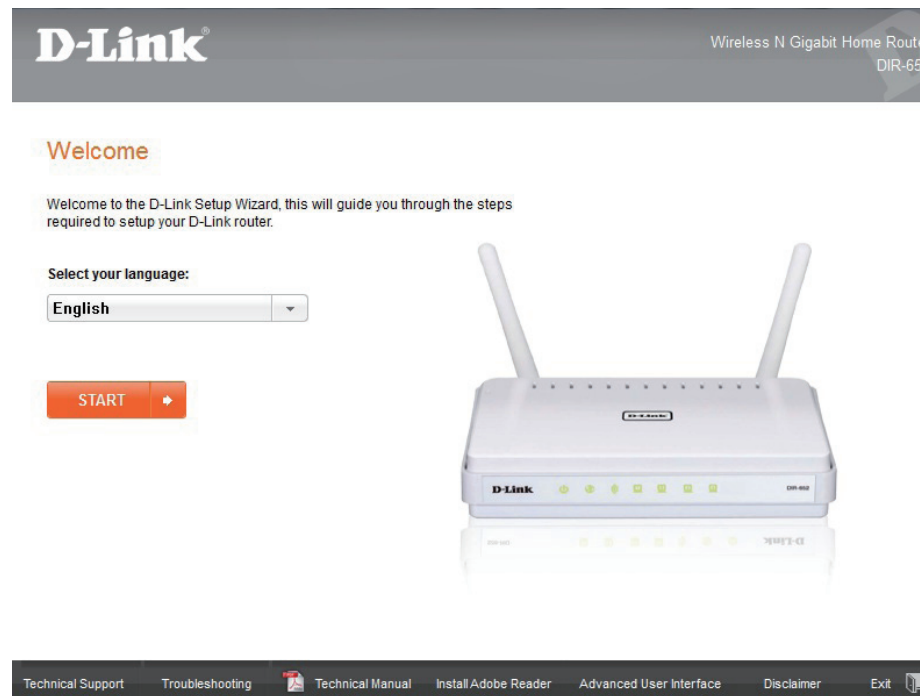 D-Link®
Wireless N Gigabit Home Route
DIR-65
Welcome
Welcome to the D-Link Setup Wizard, this will guide you through the steps
required to setup your D-Link router.
Select your language:
English
START
D-Link
D-Link DIR-652
Technical Support Troubleshooting Technical Manual Install Adobe Reader Advanced User Interface Disclaimer Exit